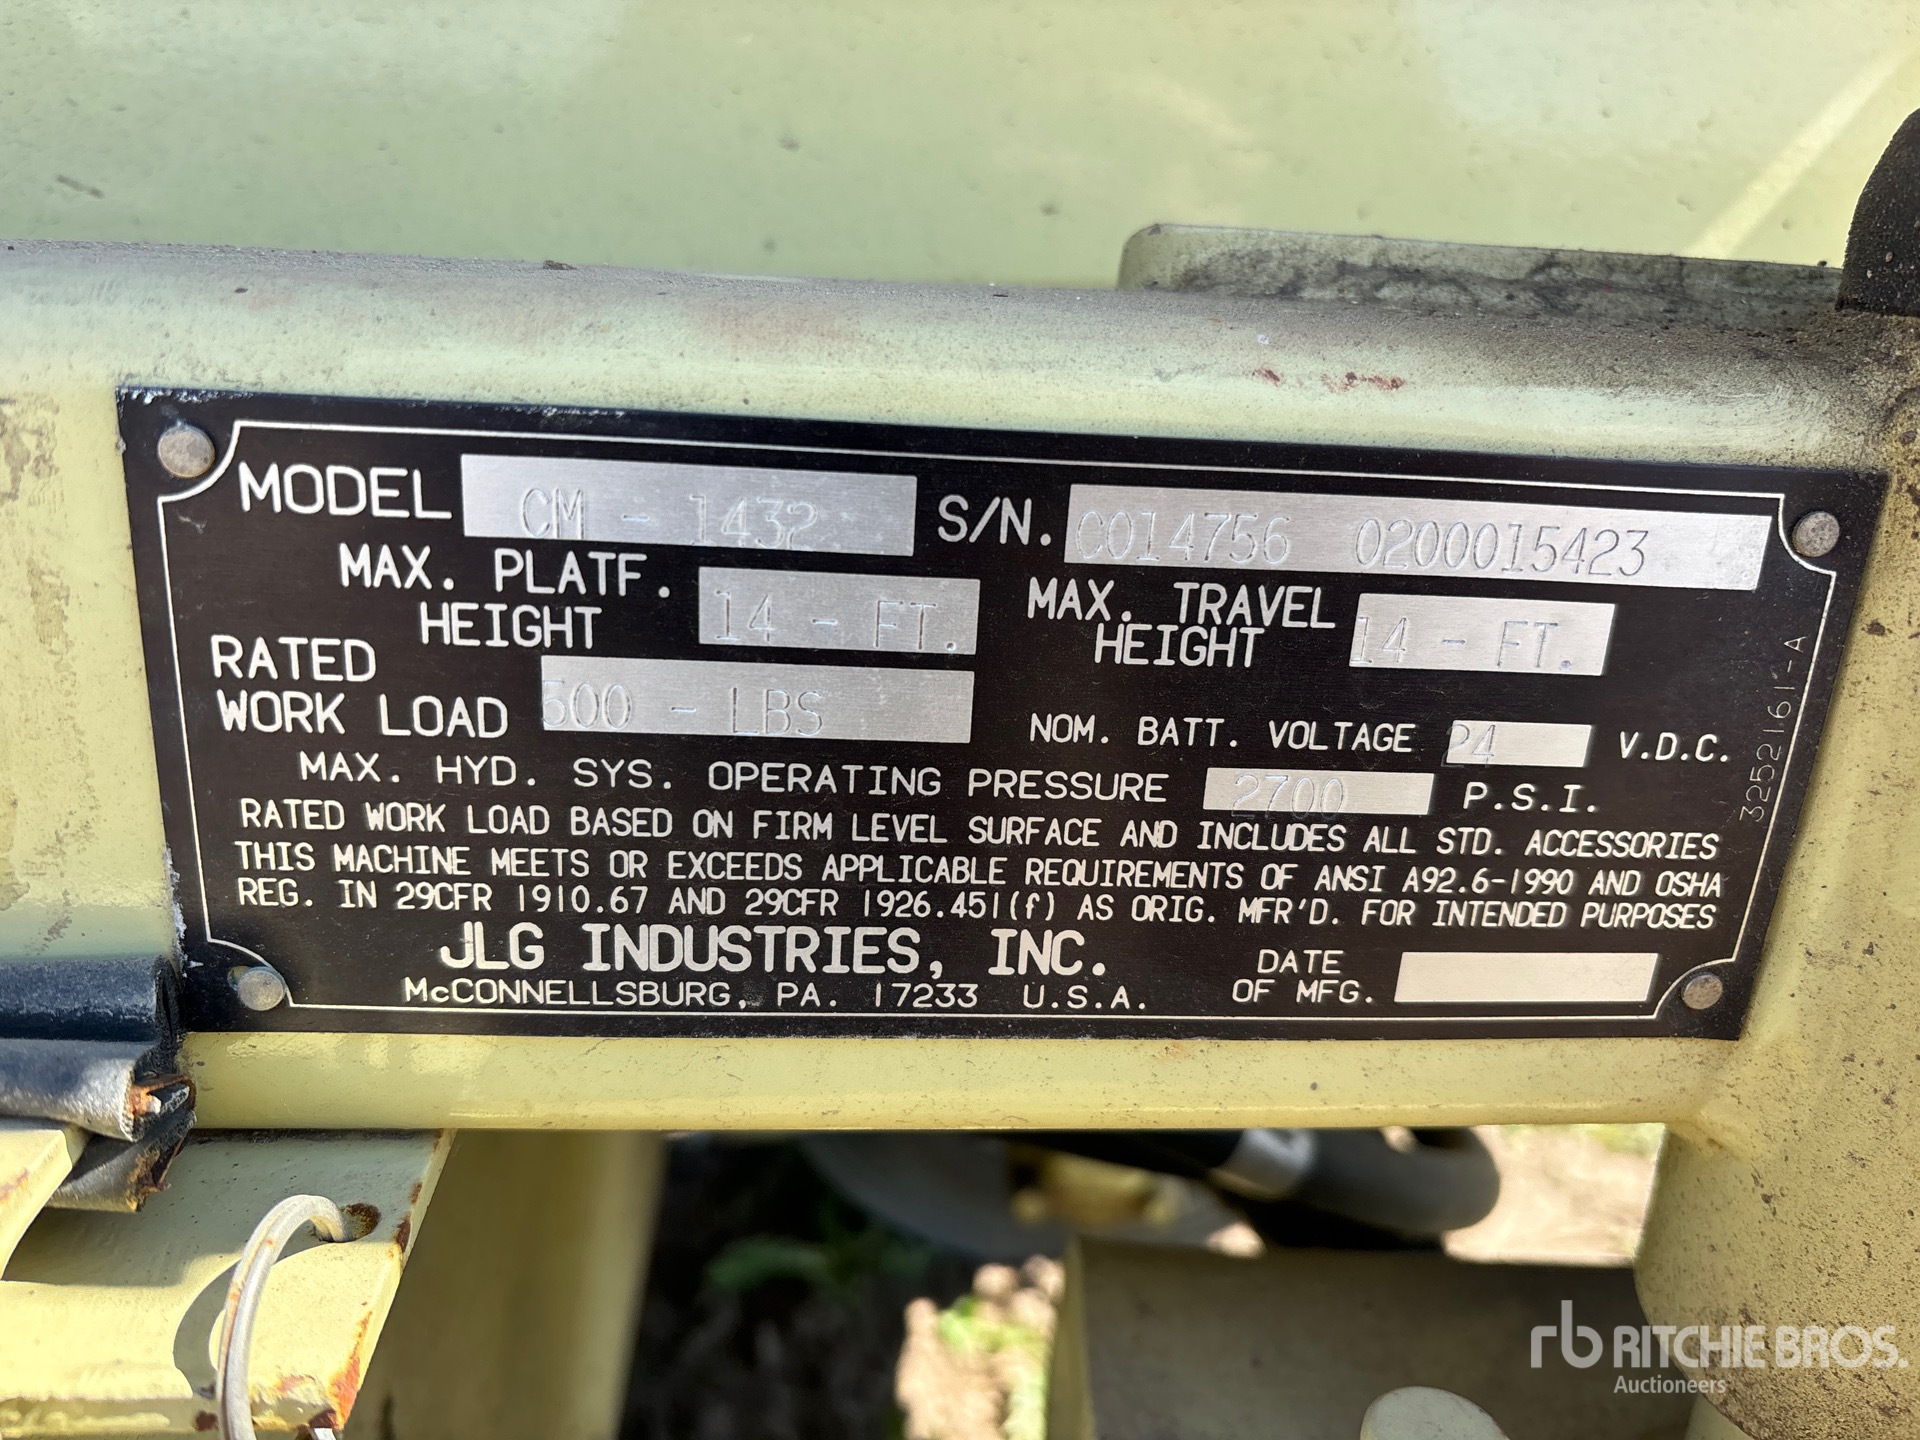 MODEL CM - 1432 S/N. C014756 0200015423
MAX. PLATF. HEIGHT 14 - FT. MAX. TRAVEL HEIGHT 14 - FT.
RATED WORK LOAD 500 - LBS NOM. BATT. VOLTAGE 24 V.D.C.
MAX. HYD. SYS. OPERATING PRESSURE 2700 P.S.I.
RATED WORK LOAD BASED ON FIRM LEVEL SURFACE AND INCLUDES ALL STD. ACCESSORIES
THIS MACHINE MEETS OR EXCEEDS APPLICABLE REQUIREMENTS OF ANSI A92.6-1990 AND OSHA
REG. IN 29CFR 1910.67 AND 29CFR 1926.451(f) AS ORIG. MFR'D. FOR INTENDED PURPOSES
JLG INDUSTRIES, INC.
McCONNELLSBURG, PA. 17233 U.S.A.
DATE OF MFG.
3252161-A
rb RITCHIE BROS.
Auctioneers